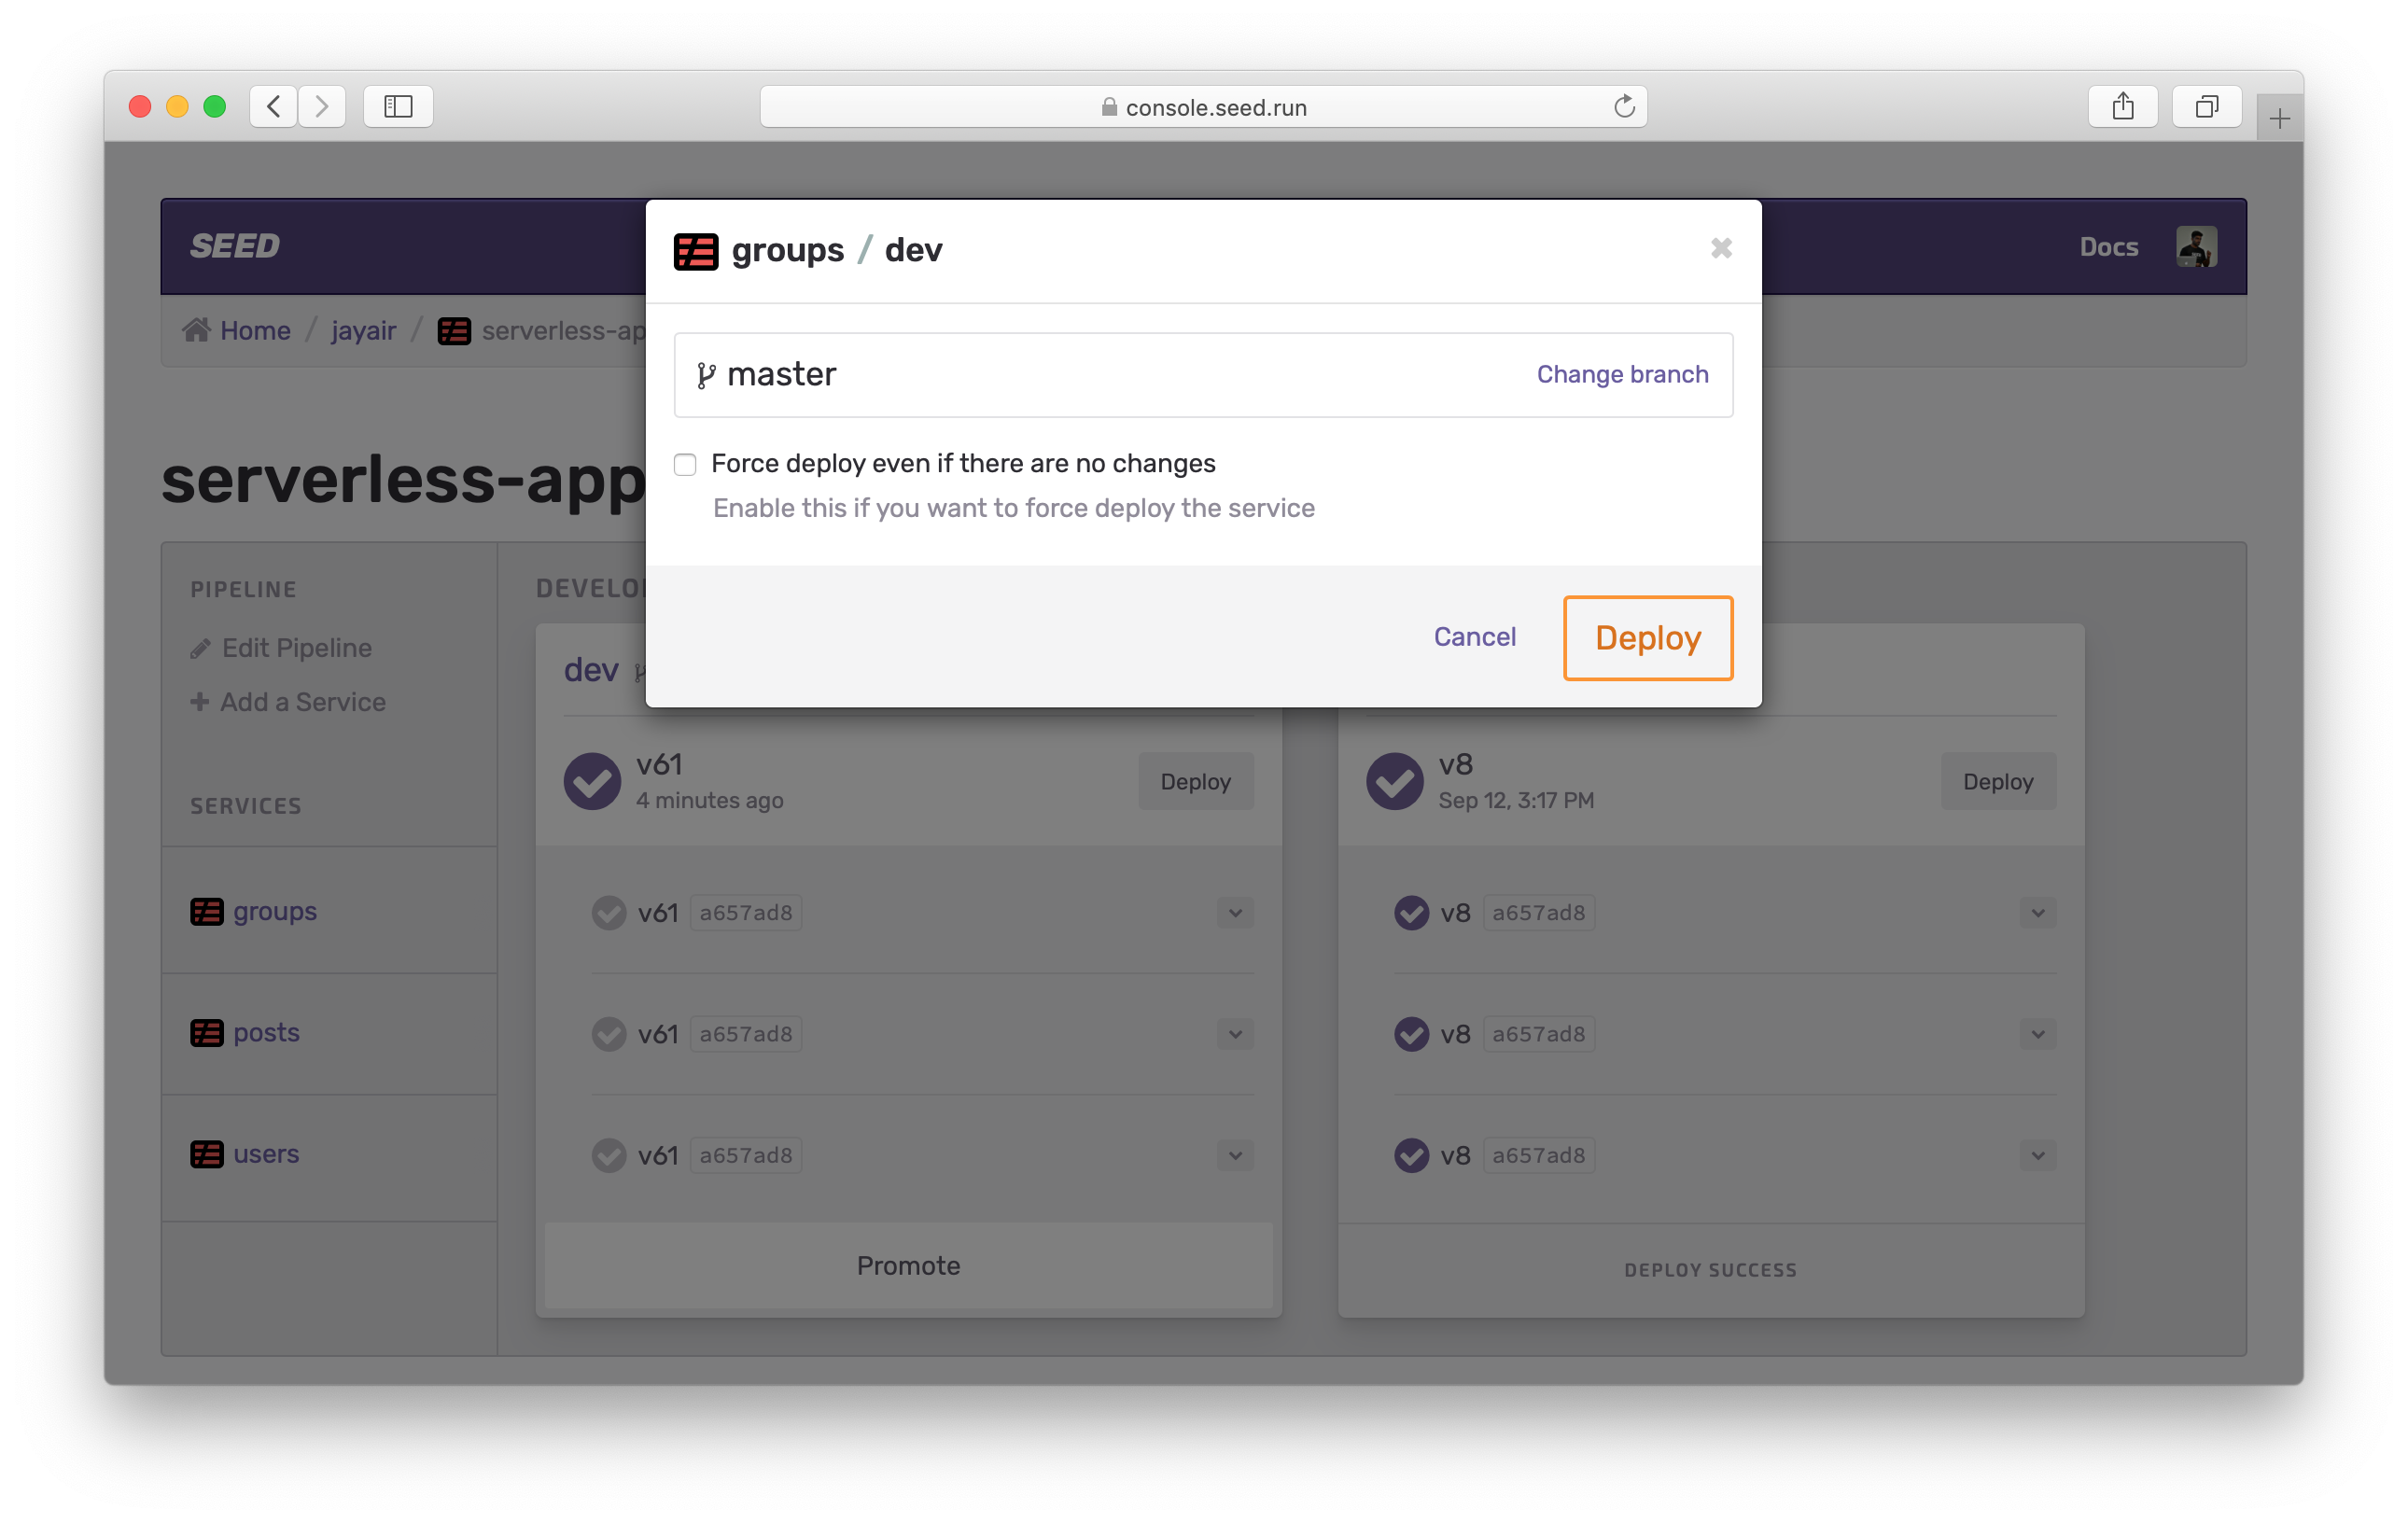 console.seed.run
SEED
Docs
groups / dev
Home / jayair / serverless-ap
master
Change branch
serverless-app
Force deploy even if there are no changes
Enable this if you want to force deploy the service
PIPELINE
DEVELO
Edit Pipeline
Cancel
Deploy
dev
Add a Service
v61
4 minutes ago
Deploy
v8
Sep 12, 3:17 PM
Deploy
SERVICES
groups
v61 a657ad8
v8 a657ad8
posts
v61 a657ad8
v8 a657ad8
users
v61 a657ad8
v8 a657ad8
Promote
DEPLOY SUCCESS